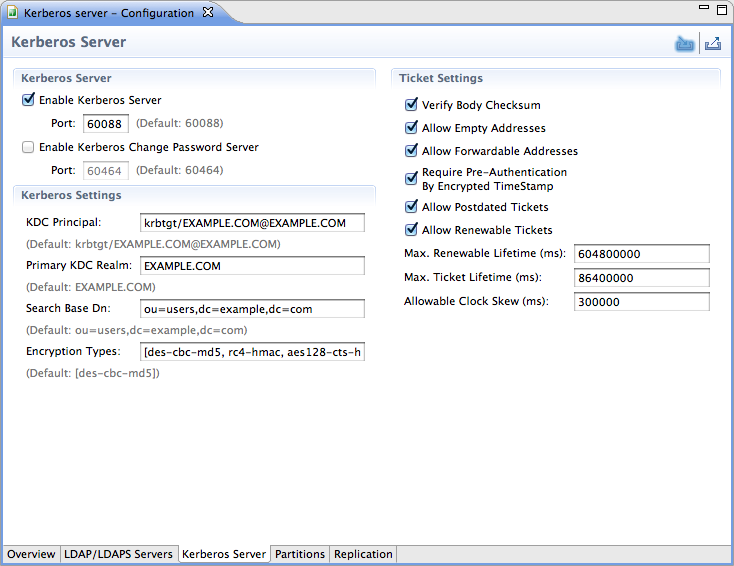 Kerberos server – Configuration
Kerberos Server
Kerberos Server
Enable Kerberos Server
Port: 60088 (Default: 60088)
Enable Kerberos Change Password Server
Port: 60464 (Default: 60464)
Kerberos Settings
KDC Principal: krbtgt/EXAMPLE.COM@EXAMPLE.COM
(Default: krbtgt/EXAMPLE.COM@EXAMPLE.COM)
Primary KDC Realm: EXAMPLE.COM
(Default: EXAMPLE.COM)
Search Base Dn: ou=users,dc=example,dc=com
(Default: ou=users,dc=example,dc=com)
Encryption Types: [des-cbc-md5, rc4-hmac, aes128-cts-h
(Default: [des-cbc-md5])
Ticket Settings
Verify Body Checksum
Allow Empty Addresses
Allow Forwardable Addresses
Require Pre-Authentication
By Encrypted TimeStamp
Allow Postdated Tickets
Allow Renewable Tickets
Max. Renewable Lifetime (ms): 604800000
Max. Ticket Lifetime (ms): 86400000
Allowable Clock Skew (ms): 300000
Overview LDAP/LDAPS Servers Kerberos Server Partitions Replication